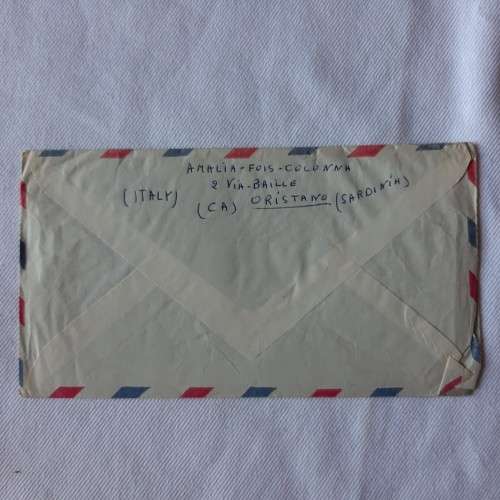 AMALIA-FOIS-COLONNA
2 VIA-BAILLE
(ITALY) (CA) ORISTANO (SARDINIA)